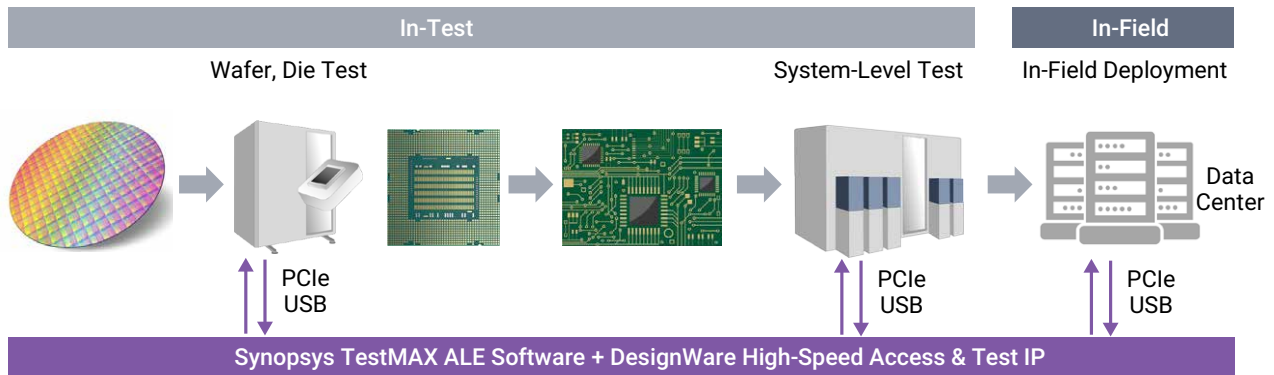 In-Test
In-Field
Wafer, Die Test
System-Level Test
In-Field Deployment
Data
Center
PCIe
USB
PCIe
USB
PCIe
USB
Synopsys TestMAX ALE Software + DesignWare High-Speed Access & Test IP